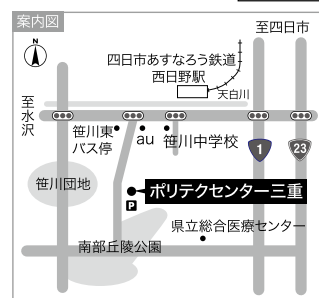 案内図
至四日市
N
四日市あすなろう鉄道
西日野駅
天白川
至水沢
笹川東
バス停
au
笹川中学校
1
23
笹川団地
ポリテクセンター三重
P
県立総合医療センター
南部丘陵公園